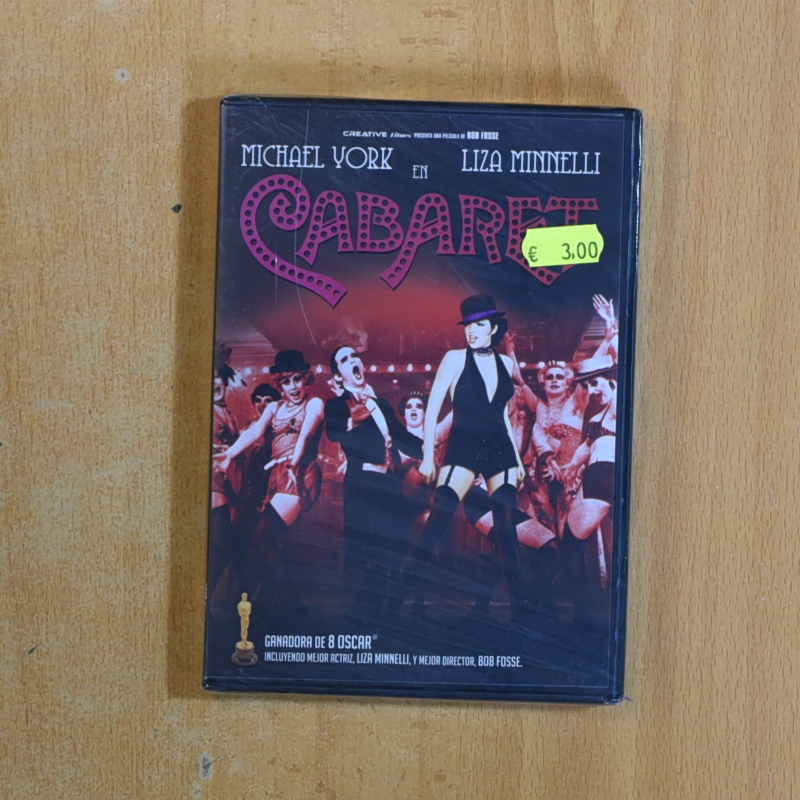 CREATIVE films PRESENTA UNA PELICULA DE BOB FOSSE
MICHAEL YORK EN LIZA MINNELLI
CABARET
€ 3,00
GANADORA DE 8 OSCAR®
INCLUYENDO MEJOR ACTRIZ, LIZA MINNELLI, Y MEJOR DIRECTOR, BOB FOSSE.